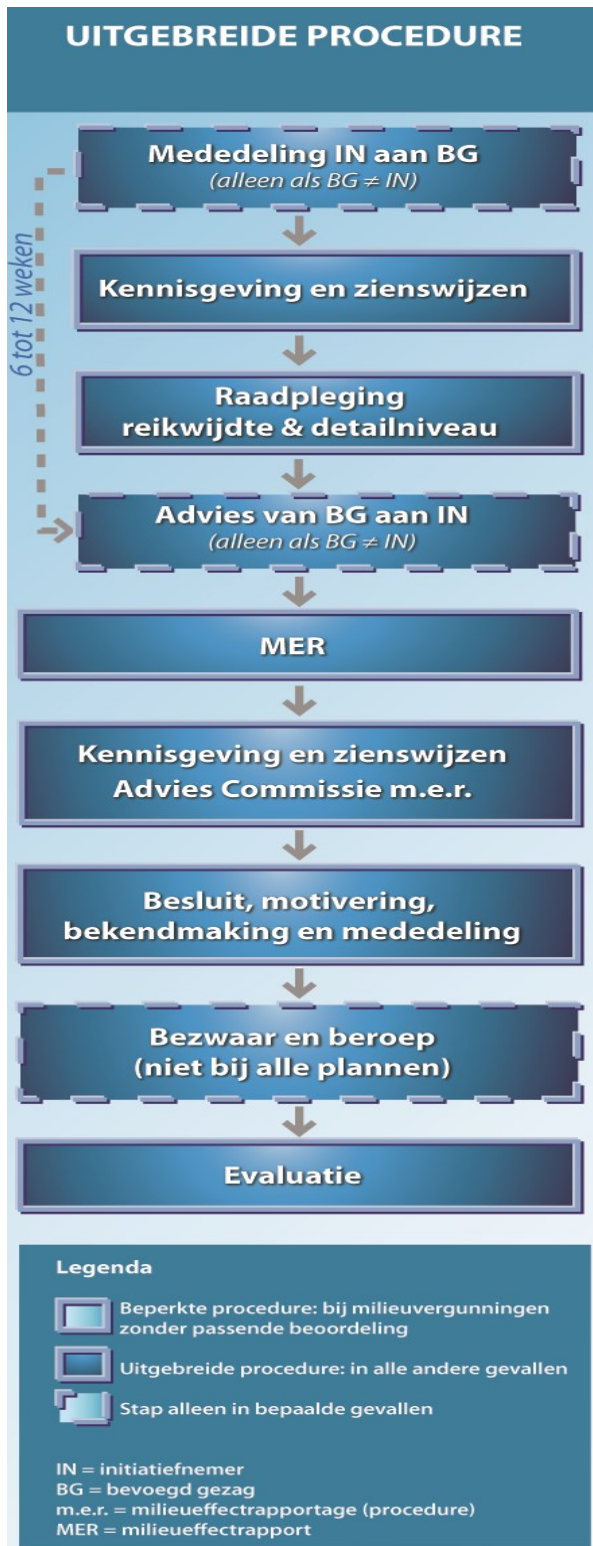 UITGEBREIDE PROCEDURE
Mededeling IN aan BG
(alleen als BG ≠ IN)
6 tot 12 weken
Kennisgeving en zienswijzen
Raadpleging
reikwijdte & detailniveau
Advies van BG aan IN
(alleen als BG ≠ IN)
MER
Kennisgeving en zienswijzen
Advies Commissie m.e.r.
Besluit, motivering,
bekendmaking en mededeling
Bezwaar en beroep
(niet bij alle plannen)
Evaluatie
Legenda
Beperkte procedure: bij milieuvergunningen
zonder passende beoordeling
Uitgebreide procedure: in alle andere gevallen
Stap alleen in bepaalde gevallen
IN = initiatiefnemer
BG = bevoegd gezag
m.e.r. = milieueffectrapportage (procedure)
MER = milieueffectrapport